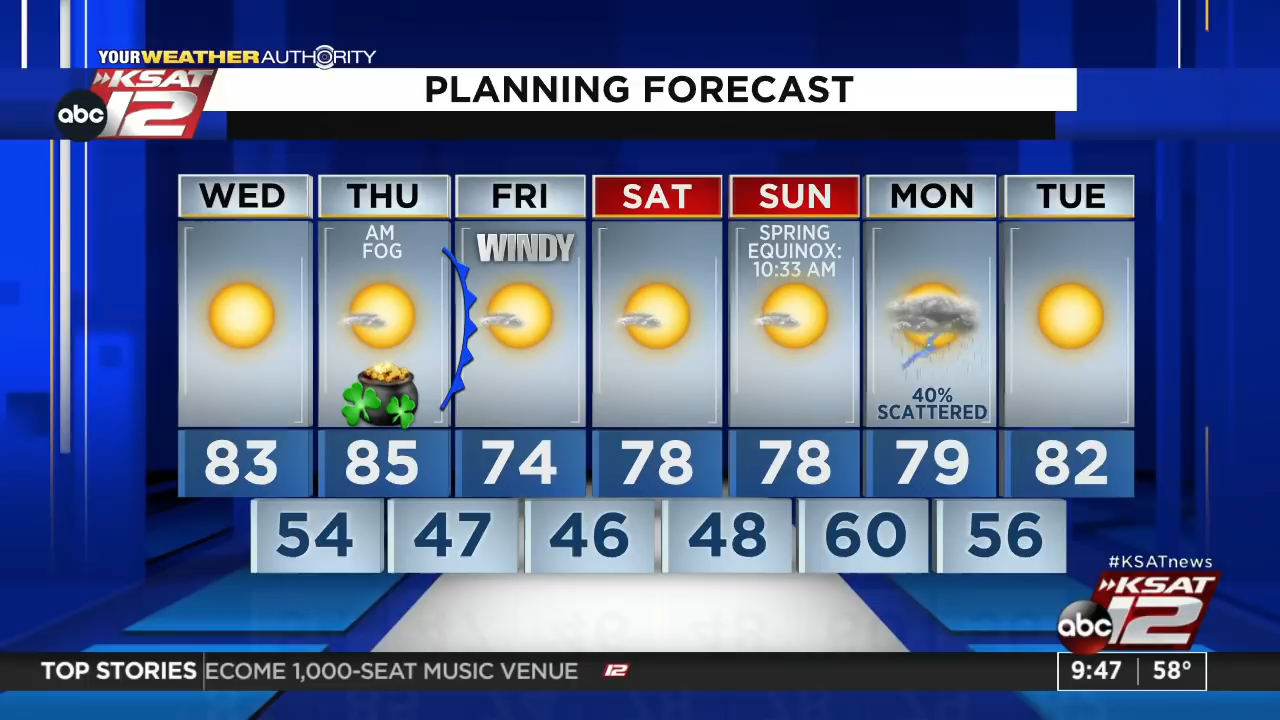 YOURWEATHERAUTHORITY
KSAT
abc 12
PLANNING FORECAST
WED THU FRI SAT SUN MON TUE
AM
FOG
WINDY
SPRING
EQUINOX:
10:33 AM
40%
SCATTERED
83 85 74 78 78 79 82
54 47 46 48 60 56
#KSATnews
KSAT
abc 12
TOP STORIES ECOME 1,000-SEAT MUSIC VENUE 12
9:47 58°